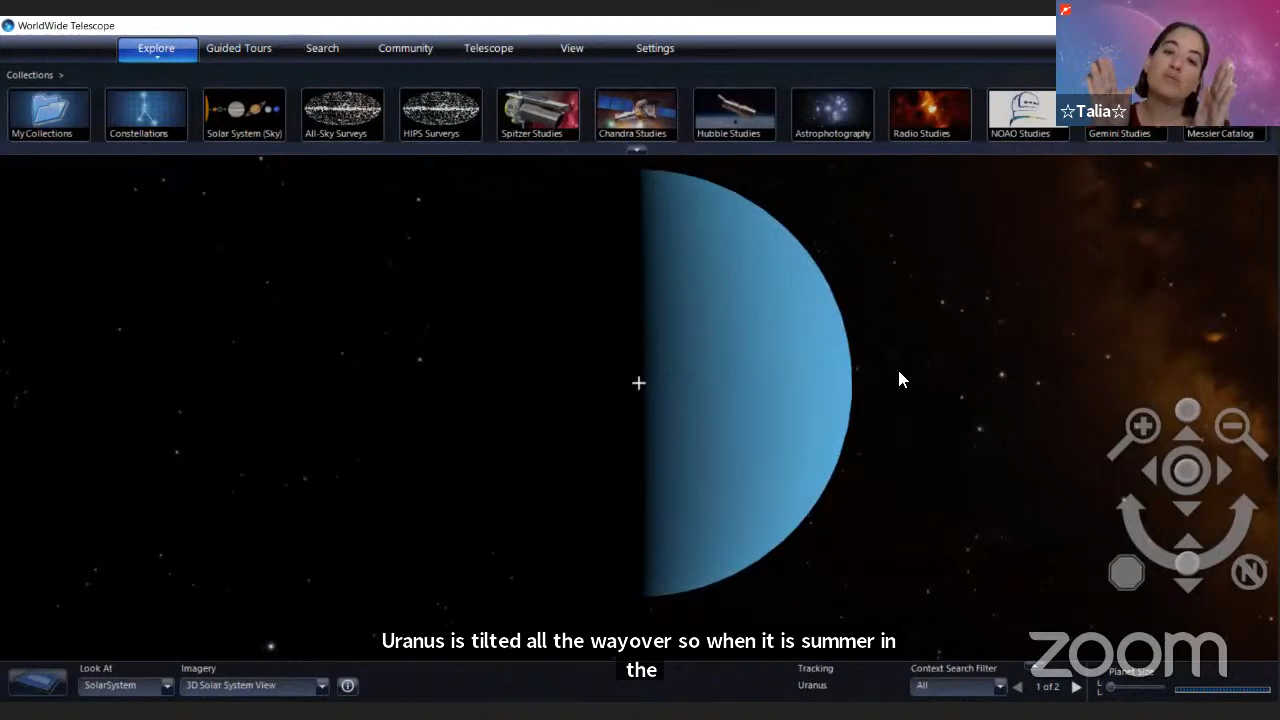 WorldWide Telescope
Explore
Guided Tours
Search
Community
Telescope
View
Settings
☆Talia☆
Collections >
My Collections
Constellations
Solar System (Sky)
All-Sky Surveys
HIPS Surverys
Spitzer Studies
Chandra Studies
Hubble Studies
Astrophotography
Radio Studies
NOAO Studies
Gemini Studies
Messier Catalog
N
Uranus is tilted all the wayover so when it is summer in
the
zoom
Look At
SolarSystem
Imagery
3D Solar System View
Tracking
Uranus
Context Search Filter
All
1 of 2
Planet Size
L
L